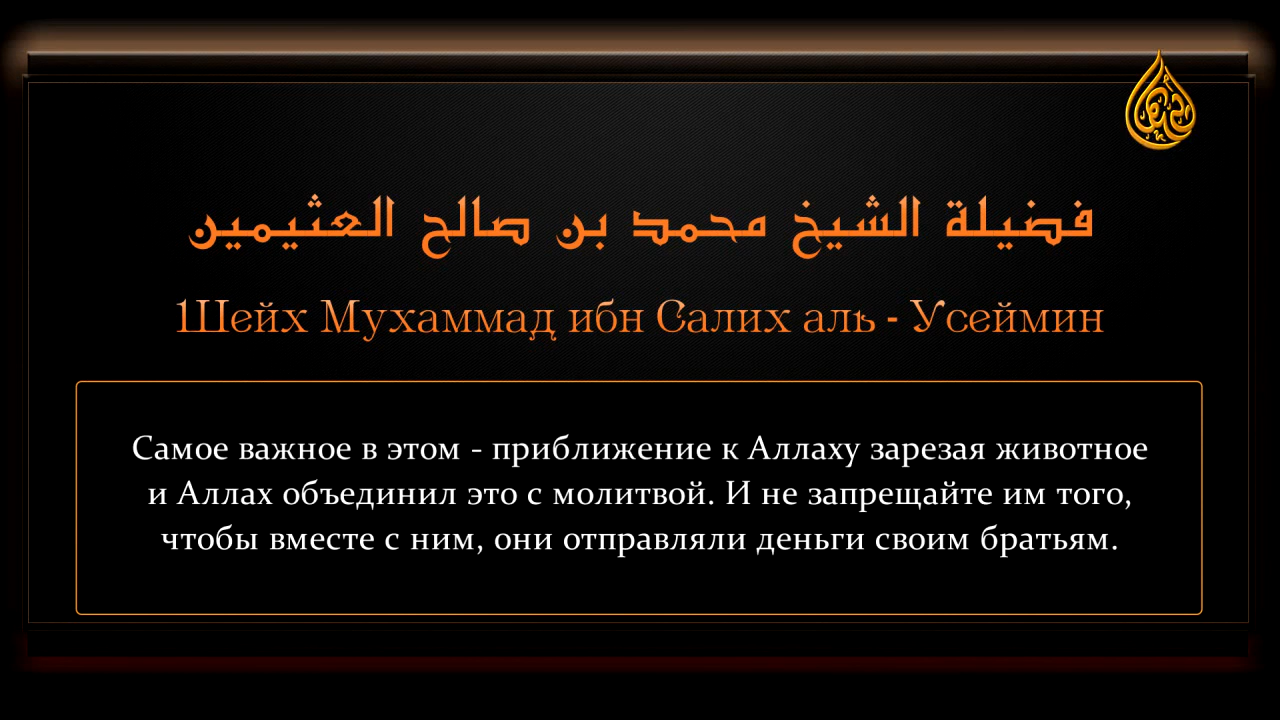 فضيلة الشيخ محمد بن صالح العثيمين
Шейх Мухаммад ибн Салих аль - Усеймин
Самое важное в этом - приближение к Аллаху зарезая животное
и Аллах объединил это с молитвой. И не запрещайте им того,
чтобы вместе с ним, они отправляли деньги своим братьям.